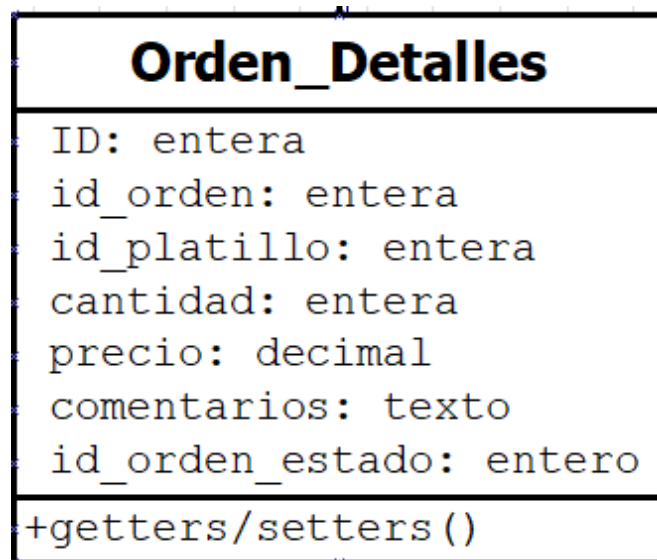 Orden_Detalles
ID: entera
id_orden: entera
id_platillo: entera
cantidad: entera
precio: decimal
comentarios: texto
id_orden_estado: entero
+getters/setters()